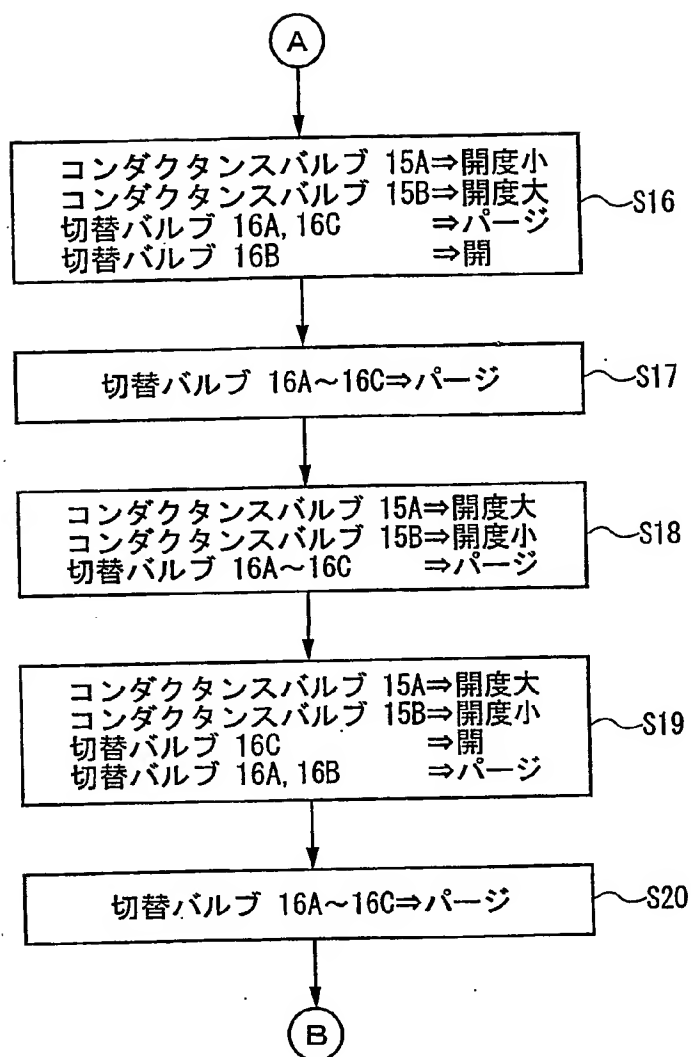 A
コンダクタンスバルブ 15A⇒開度小
コンダクタンスバルブ 15B⇒開度大
切替バルブ 16A,16C ⇒パージ
切替バルブ 16B ⇒開
S16
切替バルブ 16A～16C⇒パージ
S17
コンダクタンスバルブ 15A⇒開度大
コンダクタンスバルブ 15B⇒開度小
切替バルブ 16A～16C ⇒パージ
S18
コンダクタンスバルブ 15A⇒開度大
コンダクタンスバルブ 15B⇒開度小
切替バルブ 16C ⇒開
切替バルブ 16A,16B ⇒パージ
S19
切替バルブ 16A～16C⇒パージ
S20
B